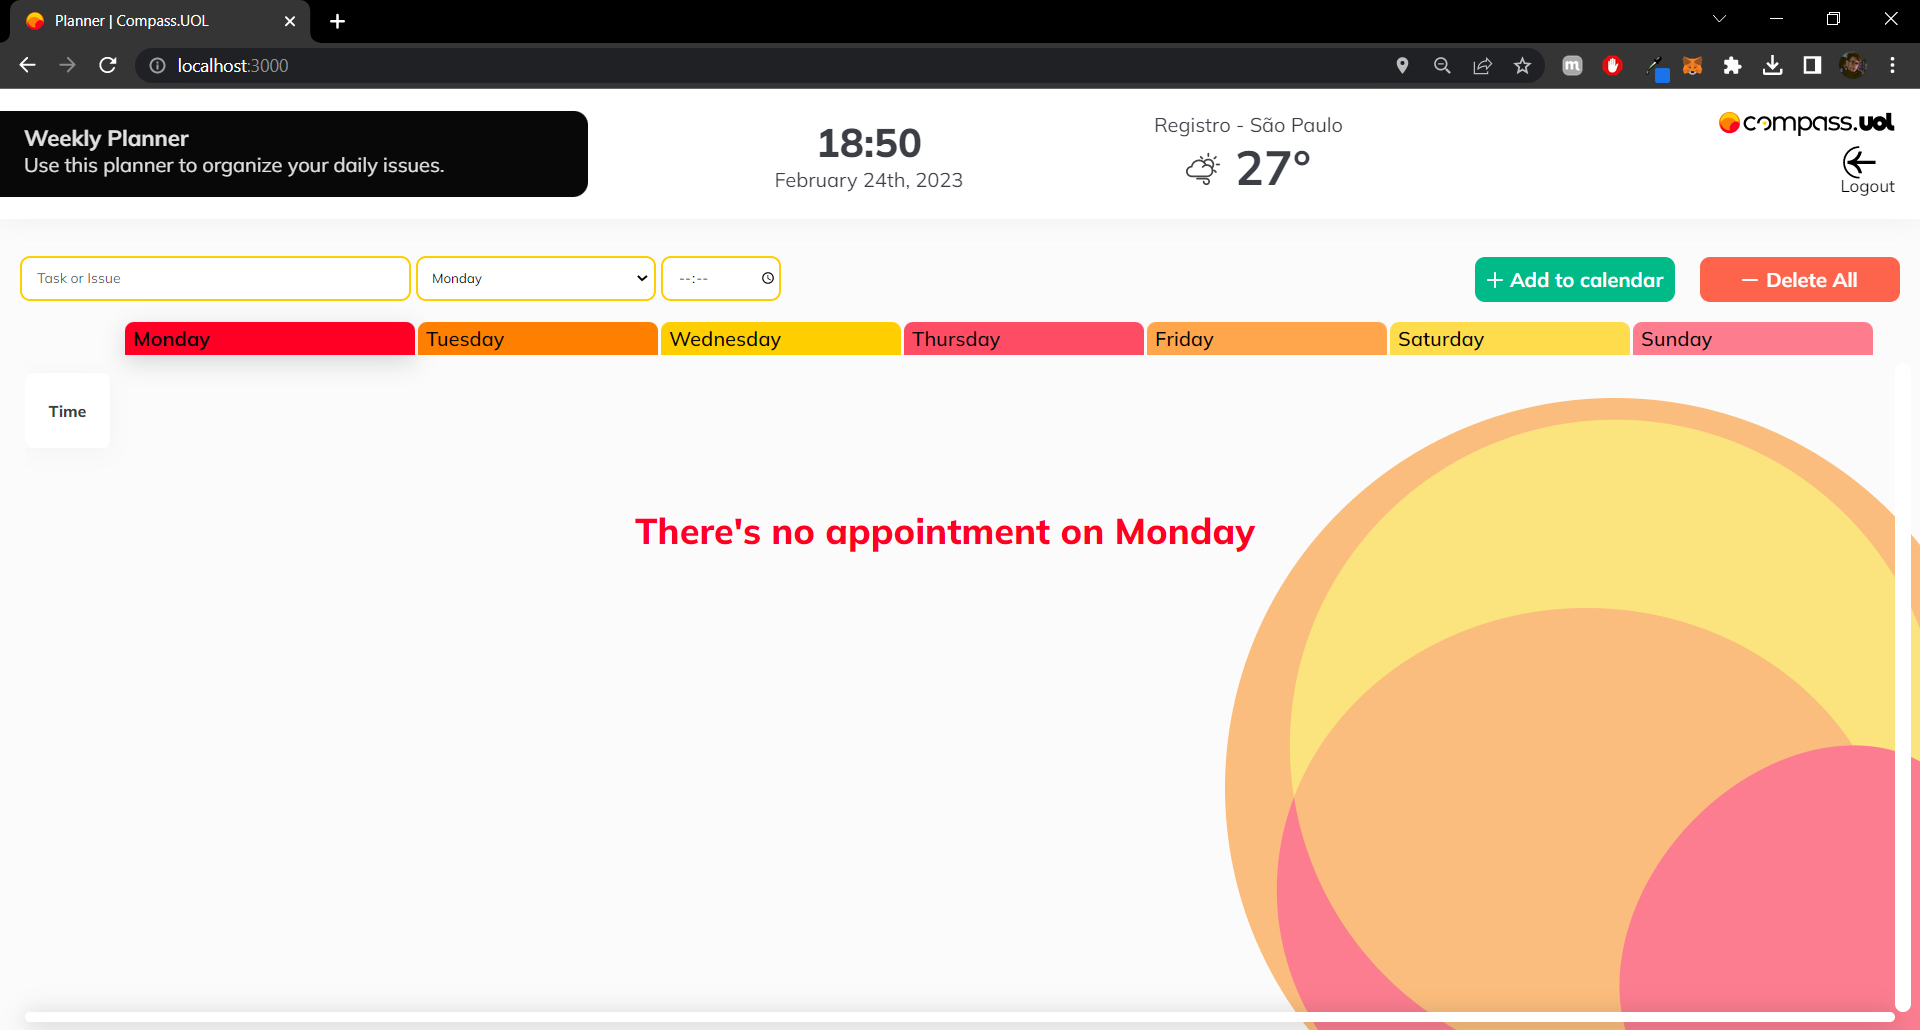 Planner | Compass.UOL
localhost:3000
m
Weekly Planner
Use this planner to organize your daily issues.
18:50
February 24th, 2023
Registro - São Paulo
27°
compass.uol
Logout
Task or Issue
Monday
--:--
+ Add to calendar
— Delete All
Monday
Tuesday
Wednesday
Thursday
Friday
Saturday
Sunday
Time
There's no appointment on Monday